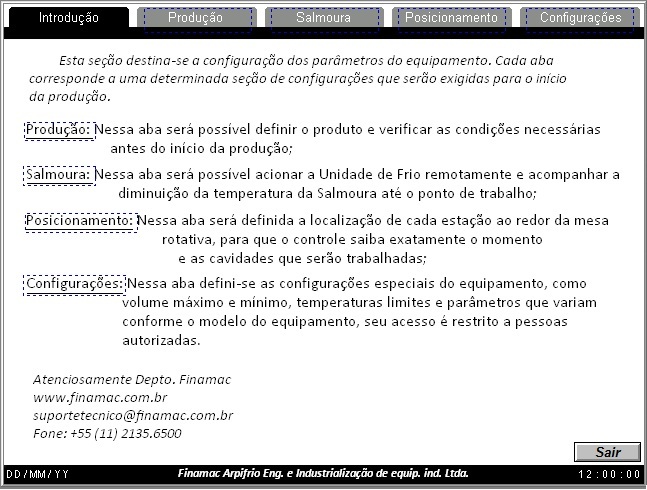 Introdução Produção Salmoura Posicionamento Configurações
Esta seção destina-se a configuração dos parâmetros do equipamento. Cada aba
corresponde a uma determinada seção de configurações que serão exigidas para o início
da produção.
Produção: Nessa aba será possível definir o produto e verificar as condições necessárias
antes do início da produção;
Salmoura: Nessa aba será possível acionar a Unidade de Frio remotamente e acompanhar a
diminuição da temperatura da Salmoura até o ponto de trabalho;
Posicionamento: Nessa aba será definida a localização de cada estação ao redor da mesa
rotativa, para que o controle saiba exatamente o momento
e as cavidades que serão trabalhadas;
Configurações: Nessa aba defini-se as configurações especiais do equipamento, como
volume máximo e mínimo, temperaturas limites e parâmetros que variam
conforme o modelo do equipamento, seu acesso é restrito a pessoas
autorizadas.
Atenciosamente Depto. Finamac
www.finamac.com.br
suportetecnico@finamac.com.br
Fone: +55 (11) 2135.6500
Sair
DD/MM/YY Finamac Arpifrio Eng. e Industrialização de equip. ind. Ltda. 12:00:00